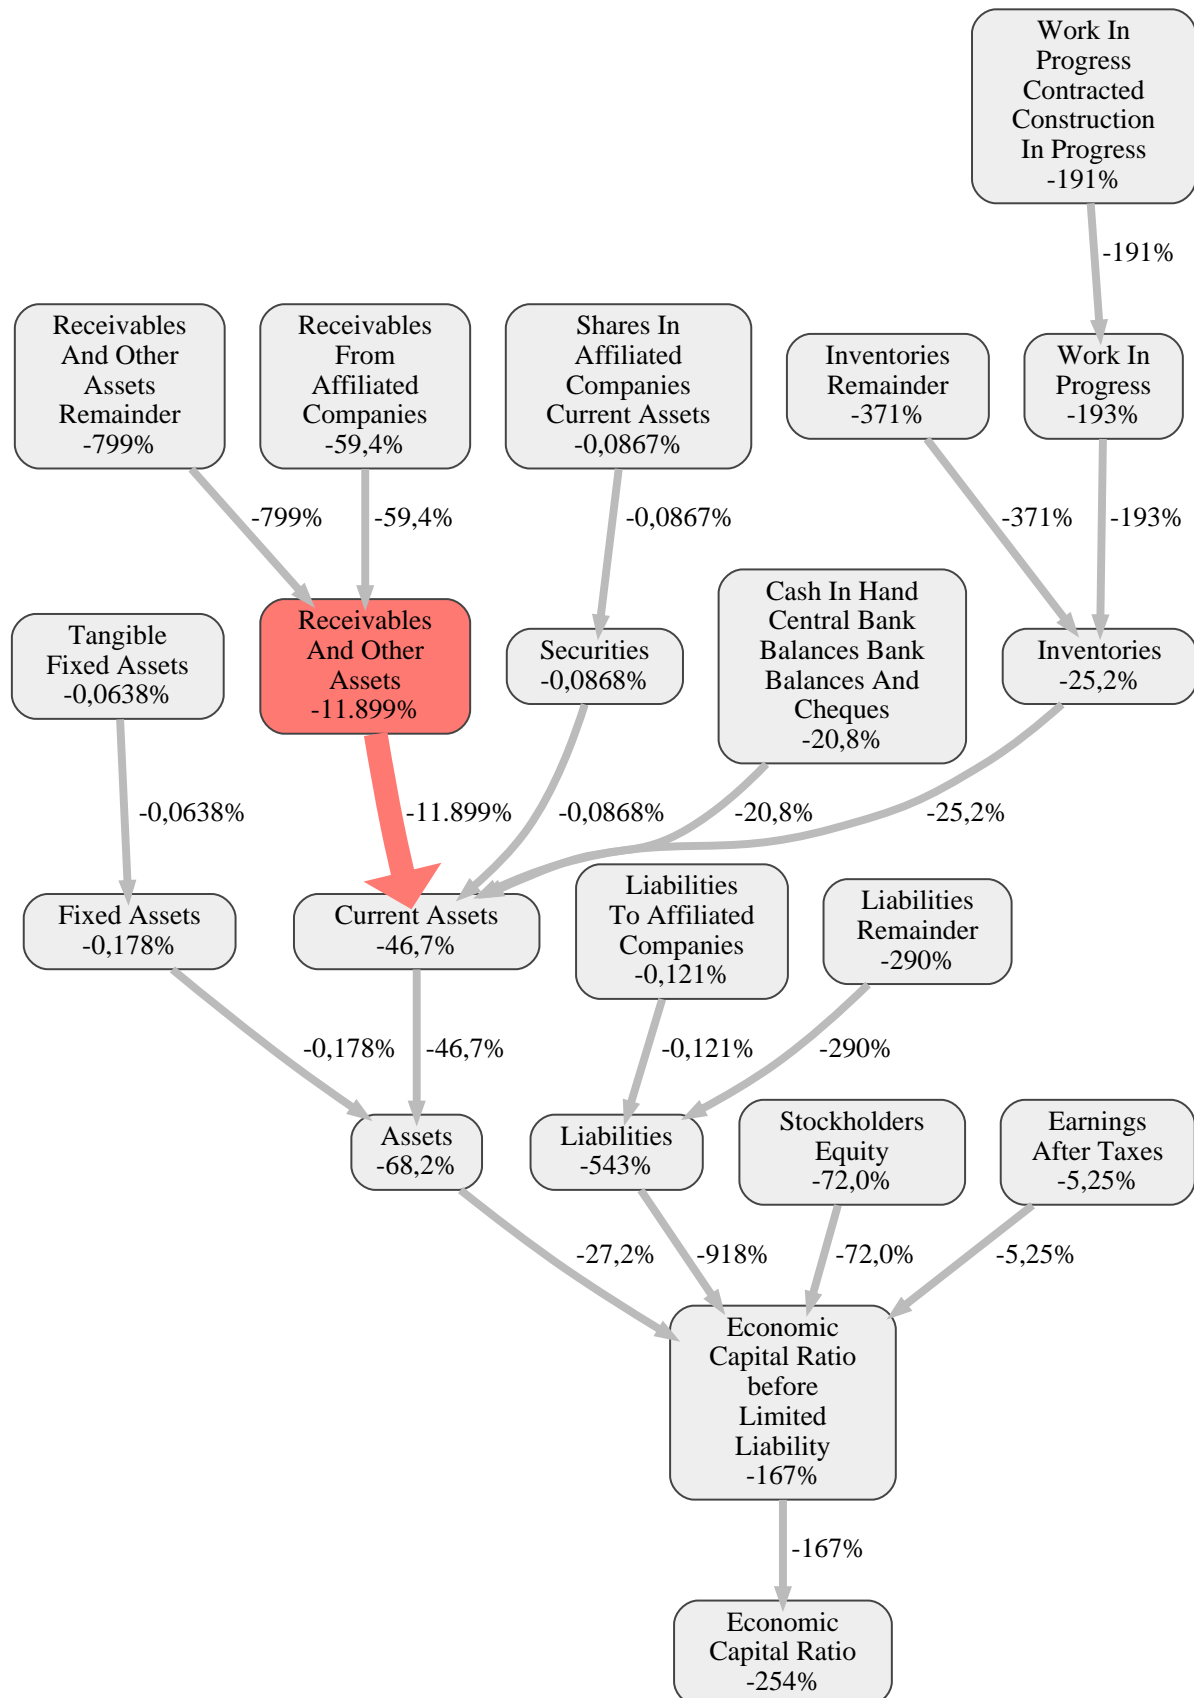 Work In
Progress
Contracted
Construction
In Progress
-191%
-191%
Receivables
And Other
Assets
Remainder
-799%
Receivables
From
Affiliated
Companies
-59,4%
Shares In
Affiliated
Companies
Current Assets
-0,0867%
Inventories
Remainder
-371%
Work In
Progress
-193%
-799%
-59,4%
-0,0867%
-371%
-193%
Tangible
Fixed Assets
-0,0638%
Receivables
And Other
Assets
-11.899%
Securities
-0,0868%
Cash In Hand
Central Bank
Balances Bank
Balances And
Cheques
-20,8%
Inventories
-25,2%
-0,0638%
-11.899%
-0,0868%
-20,8%
-25,2%
Fixed Assets
-0,178%
Current Assets
-46,7%
Liabilities
To Affiliated
Companies
-0,121%
Liabilities
Remainder
-290%
-0,178%
-46,7%
-0,121%
-290%
Assets
-68,2%
Liabilities
-543%
Stockholders
Equity
-72,0%
Earnings
After Taxes
-5,25%
-27,2%
-918%
-72,0%
-5,25%
Economic
Capital Ratio
before
Limited
Liability
-167%
-167%
Economic
Capital Ratio
-254%